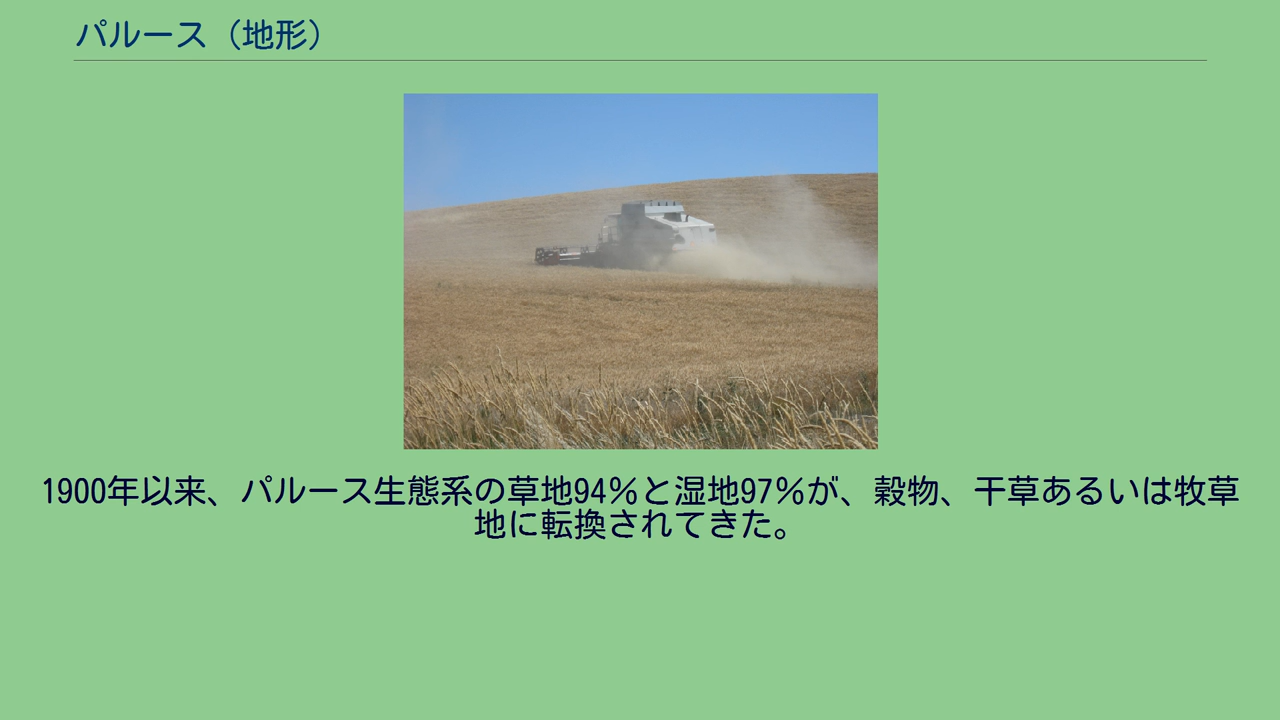 パルース（地形）
1900年以来、パルース生態系の草地94％と湿地97％が、穀物、干草あるいは牧草
地に転換されてきた。